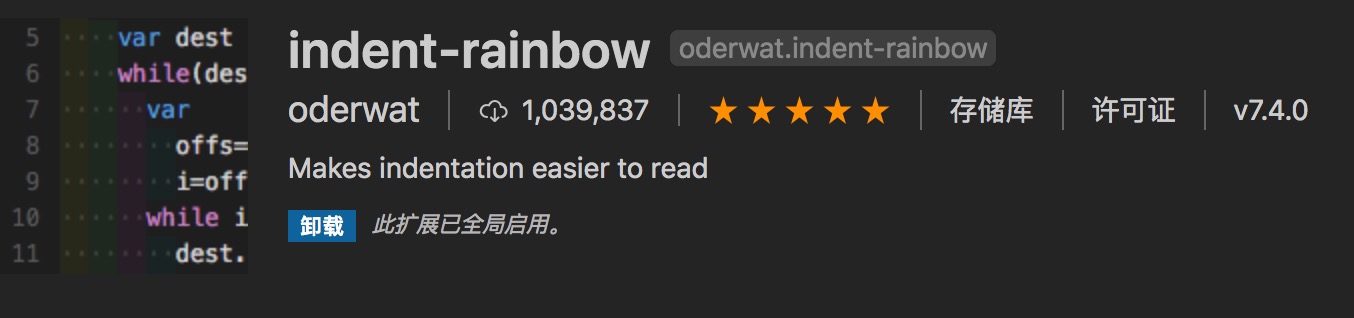 indent-rainbow oderwat.indent-rainbow
oderwat 1,039,837 存储库 许可证 v7.4.0
Makes indentation easier to read
卸载 此扩展已全局启用。
5 var dest
6 while(des
7 var
8 offs=
9 i=off
10 while i
11 dest.